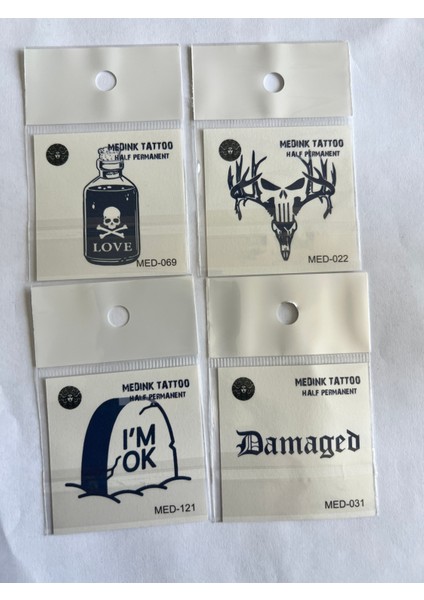 MEDINK TATTOO
HALF PERMANENT
LOVE
MED-069
MEDINK TATTOO
HALF PERMANENT
MED-022
MEDINK TATTOO
HALF PERMANENT
I'M
OK
MED-121
MEDINK TATTOO
HALF PERMANENT
Damaged
MED-031